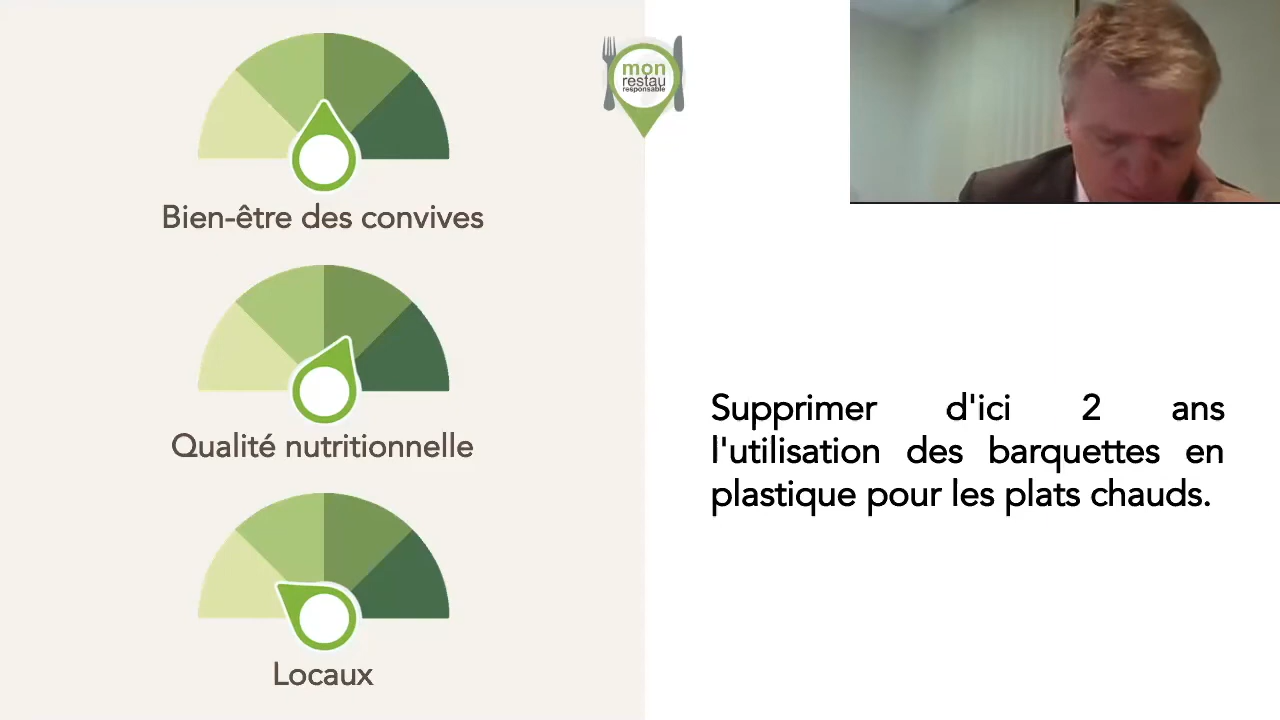 mon
restau
responsable
Bien-être des convives
Qualité nutritionnelle
Locaux
Supprimer d'ici 2 ans
l'utilisation des barquettes en
plastique pour les plats chauds.